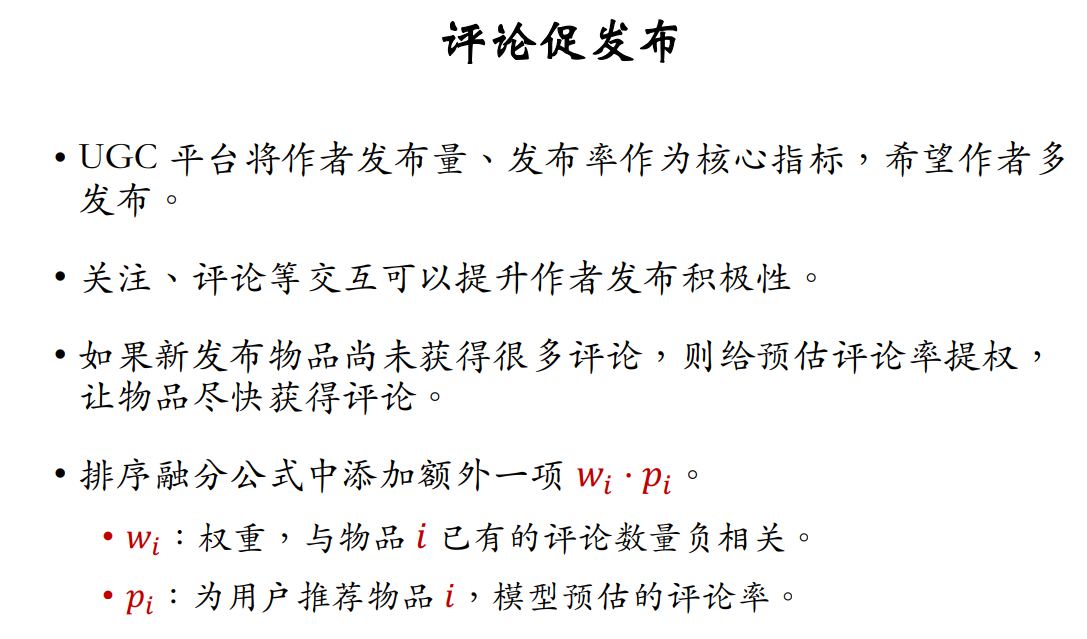 评论促发布
• UGC 平台将作者发布量、发布率作为核心指标，希望作者多
发布。
• 关注、评论等交互可以提升作者发布积极性。
• 如果新发布物品尚未获得很多评论，则给预估评论率提权，
让物品尽快获得评论。
• 排序融分公式中添加额外一项 wᵢ · pᵢ 。
• wᵢ：权重，与物品 i 已有的评论数量负相关。
• pᵢ：为用户推荐物品 i，模型预估的评论率。